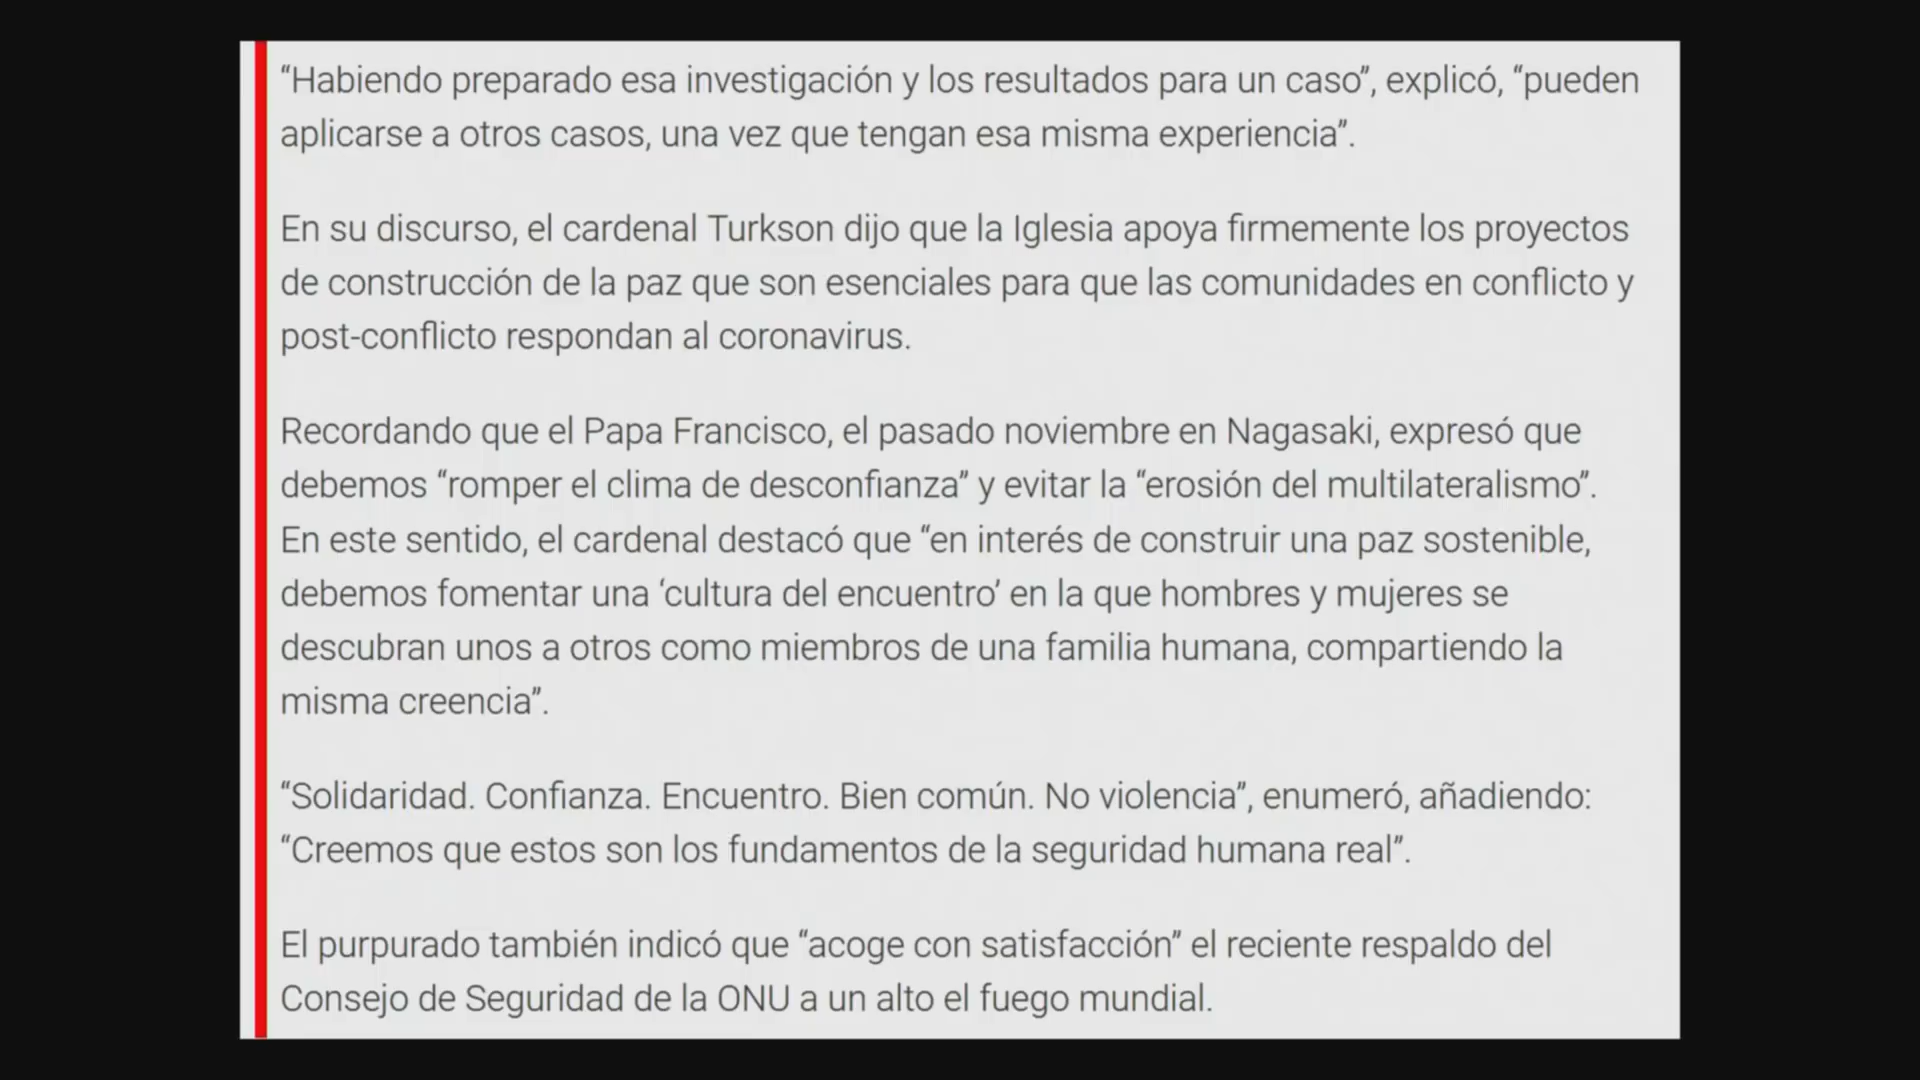 “Habiendo preparado esa investigación y los resultados para un caso”, explicó, “pueden
aplicarse a otros casos, una vez que tengan esa misma experiencia”.
En su discurso, el cardenal Turkson dijo que la Iglesia apoya firmemente los proyectos
de construcción de la paz que son esenciales para que las comunidades en conflicto y
post-conflicto respondan al coronavirus.
Recordando que el Papa Francisco, el pasado noviembre en Nagasaki, expresó que
debemos “romper el clima de desconfianza” y evitar la “erosión del multilateralismo”.
En este sentido, el cardenal destacó que “en interés de construir una paz sostenible,
debemos fomentar una ‘cultura del encuentro’ en la que hombres y mujeres se
descubran unos a otros como miembros de una familia humana, compartiendo la
misma creencia”.
“Solidaridad. Confianza. Encuentro. Bien común. No violencia”, enumeró, añadiendo:
“Creemos que estos son los fundamentos de la seguridad humana real”.
El purpurado también indicó que “acoge con satisfacción” el reciente respaldo del
Consejo de Seguridad de la ONU a un alto el fuego mundial.